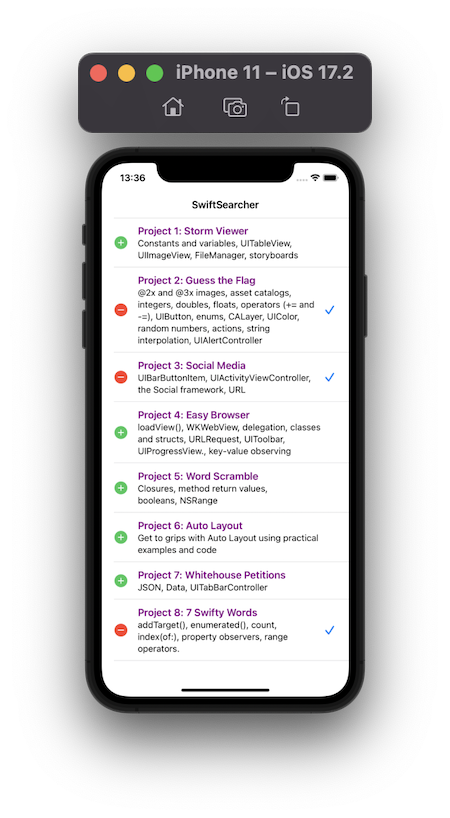 iPhone 11 – iOS 17.2
13:36
SwiftSearcher
Project 1: Storm Viewer
Constants and variables, UITableView,
UIImageView, FileManager, storyboards
Project 2: Guess the Flag
@2x and @3x images, asset catalogs,
integers, doubles, floats, operators (+= and
-=), UIButton, enums, CALayer, UIColor,
random numbers, actions, string
interpolation, UIAlertController
Project 3: Social Media
UIBarButtonItem, UIActivityViewController,
the Social framework, URL
Project 4: Easy Browser
loadView(), WKWebView, delegation, classes
and structs, URLRequest, UIToolbar,
UIProgressView., key-value observing
Project 5: Word Scramble
Closures, method return values,
booleans, NSRange
Project 6: Auto Layout
Get to grips with Auto Layout using practical
examples and code
Project 7: Whitehouse Petitions
JSON, Data, UITabBarController
Project 8: 7 Swifty Words
addTarget(), enumerated(), count,
index(of:), property observers, range
operators.